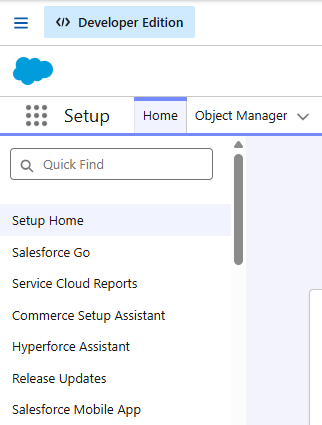 </> Developer Edition
Setup Home Object Manager
Quick Find
Setup Home
Salesforce Go
Service Cloud Reports
Commerce Setup Assistant
Hyperforce Assistant
Release Updates
Salesforce Mobile App